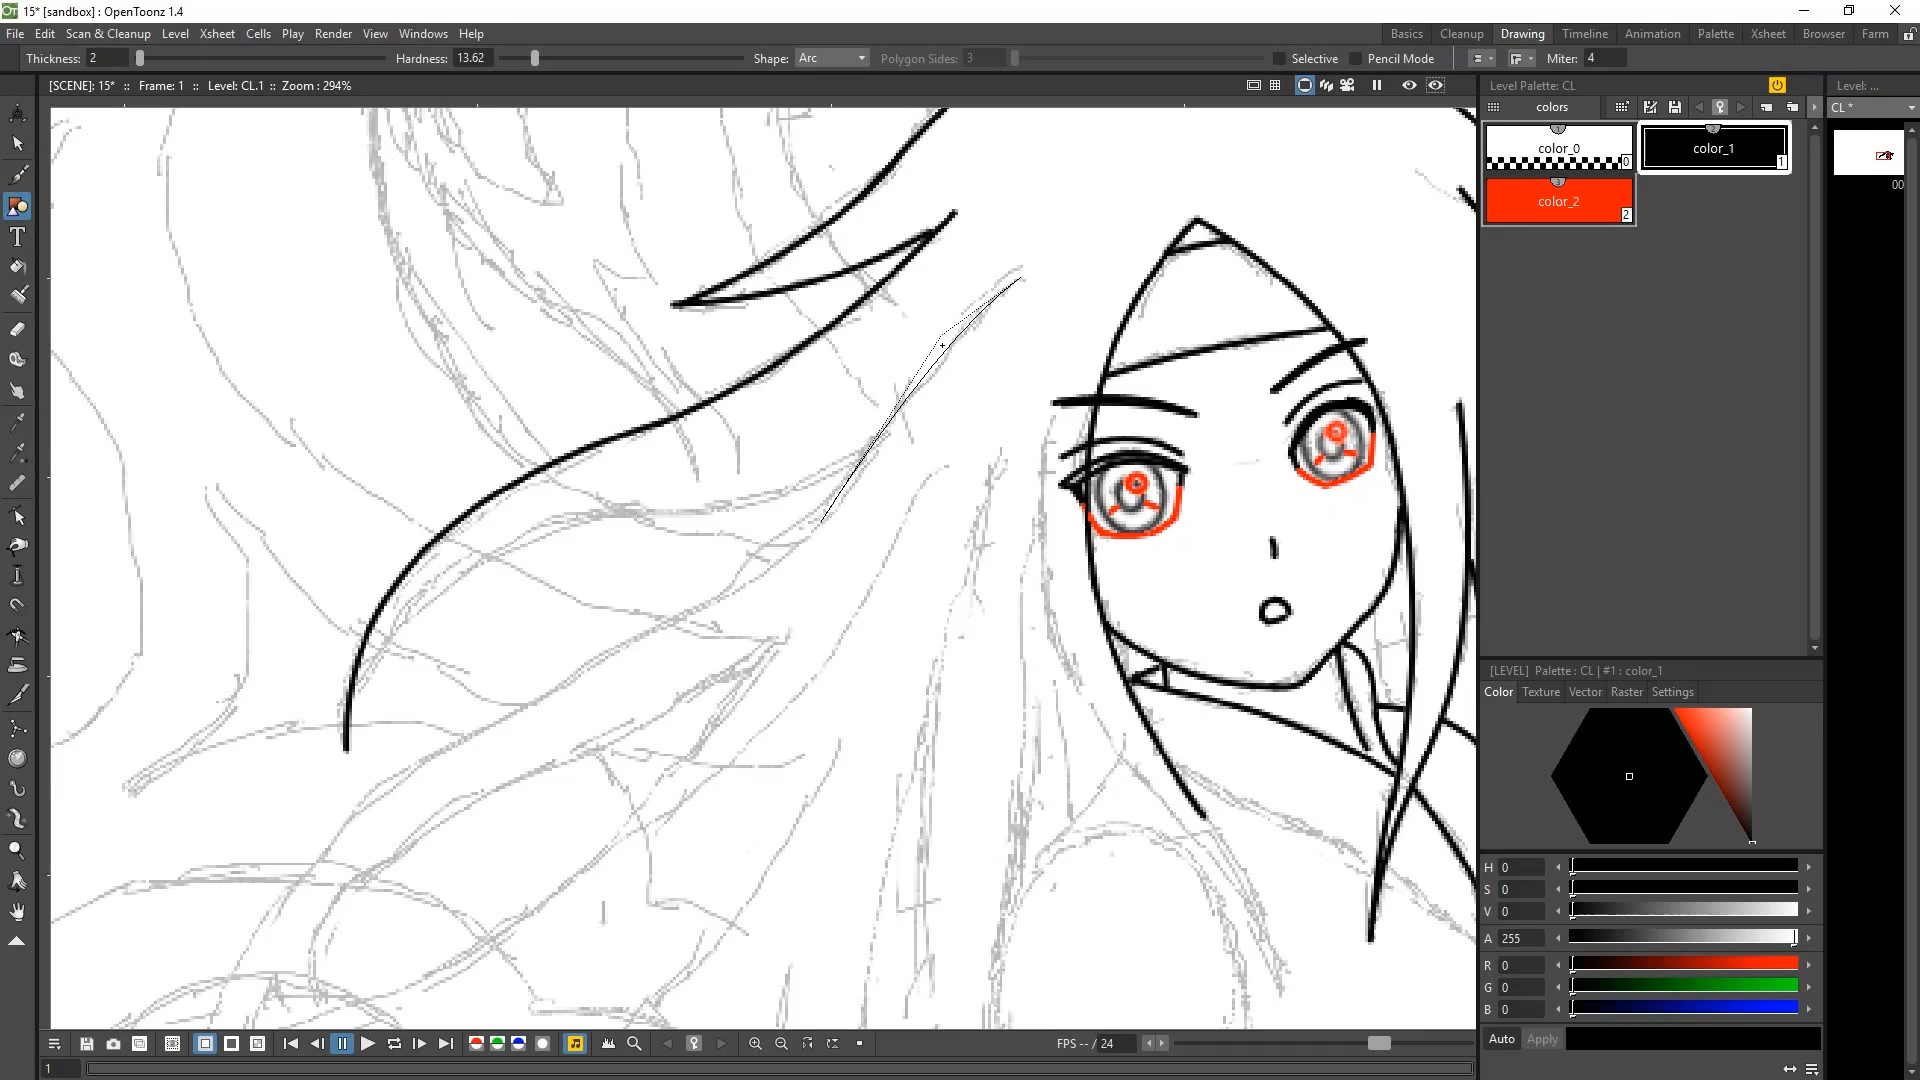 15* [sandbox] : OpenToonz 1.4
File Edit Scan & Cleanup Level Xsheet Cells Play Render View Windows Help
Basics Cleanup Drawing Timeline Animation Palette Xsheet Browser Farm
Thickness: 2 Hardness: 13.62 Shape: Arc Polygon Sides: 3 Selective Pencil Mode Miter: 4
[SCENE]: 15* :: Frame: 1 :: Level: CL.1 :: Zoom : 294%
Level Palette: CL
Level: ...
colors
CL *
color_0
0
color_1
1
color_2
2
00
[LEVEL] Palette : CL | #1 : color_1
Color Texture Vector Raster Settings
H 0
S 0
V 0
A 255
R 0
G 0
B 0
FPS -- / 24
Auto Apply
1